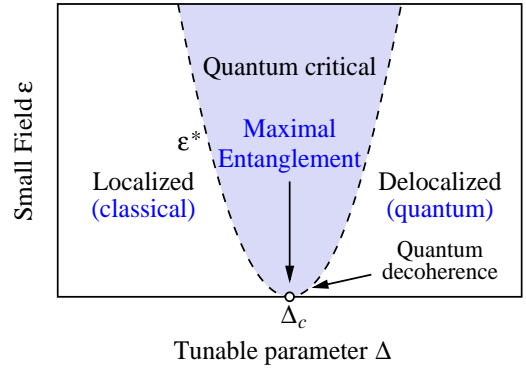 Small Field ε
Quantum critical
ε*
Maximal
Entanglement
Localized
(classical)
Delocalized
(quantum)
Quantum
decoherence
Δc
Tunable parameter Δ